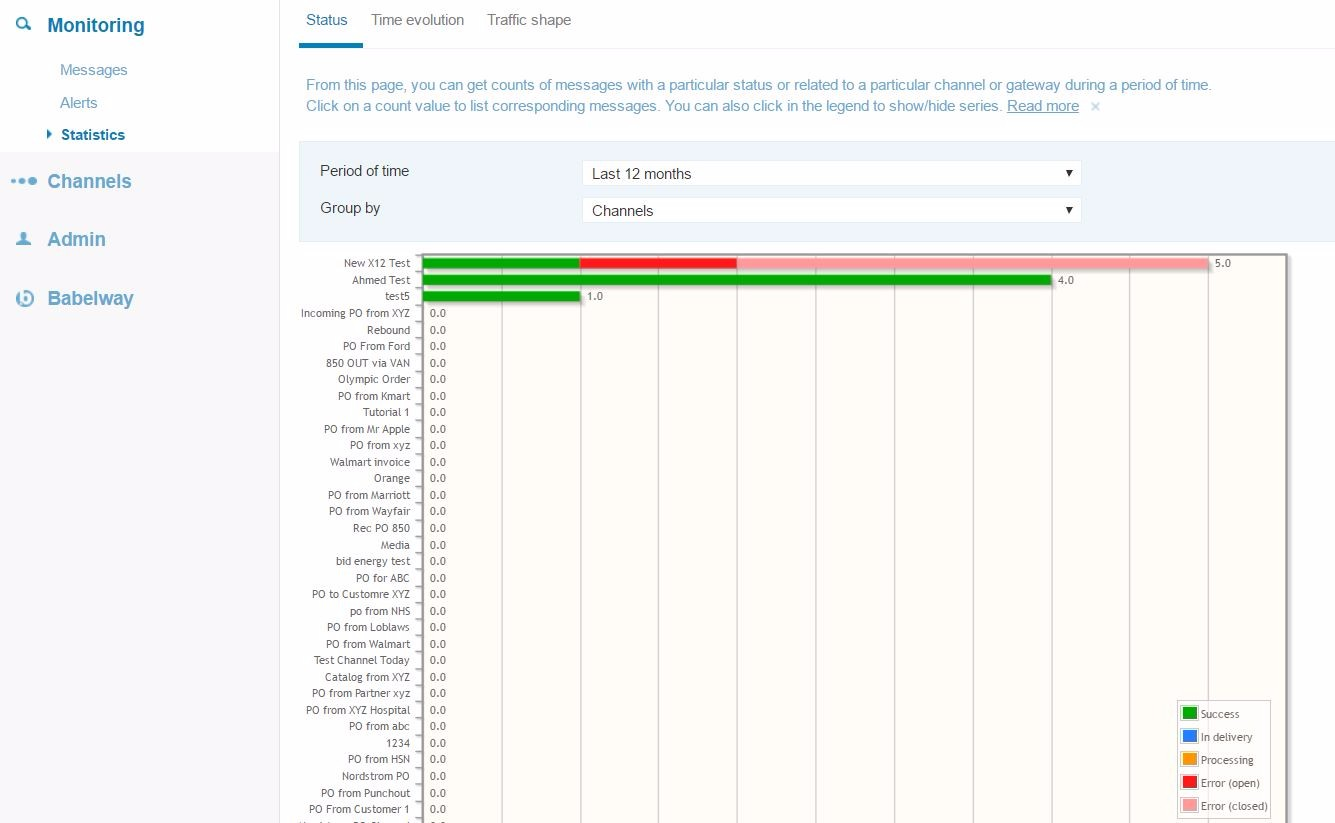 Monitoring
Messages
Alerts
Statistics
Channels
Admin
Babelway
Status Time evolution Traffic shape
From this page, you can get counts of messages with a particular status or related to a particular channel or gateway during a period of time.
Click on a count value to list corresponding messages. You can also click in the legend to show/hide series. Read more ×
Period of time Last 12 months
Group by Channels
New X12 Test 5.0
Ahmed Test 4.0
test5 1.0
Incoming PO from XYZ 0.0
Rebound 0.0
PO From Ford 0.0
850 OUT via VAN 0.0
Olympic Order 0.0
PO from Kmart 0.0
Tutorial 1 0.0
PO from Mr Apple 0.0
PO from xyz 0.0
Walmart invoice 0.0
Orange 0.0
PO from Marriott 0.0
PO from Wayfair 0.0
Rec PO 850 0.0
Media 0.0
bid energy test 0.0
PO for ABC 0.0
PO to Customre XYZ 0.0
po from NHS 0.0
PO from Loblaws 0.0
PO from Walmart 0.0
Test Channel Today 0.0
Catalog from XYZ 0.0
PO from Partner xyz 0.0
PO from XYZ Hospital 0.0
PO from abc 0.0
1234 0.0
PO from HSN 0.0
Nordstrom PO 0.0
PO from Punchout 0.0
PO From Customer 1 0.0
Success
In delivery
Processing
Error (open)
Error (closed)